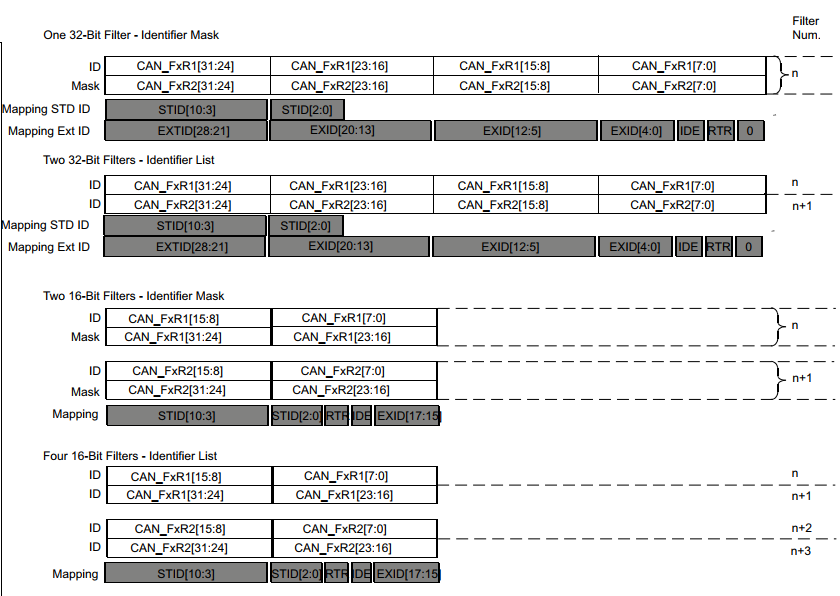 Filter
Num.
One 32-Bit Filter - Identifier Mask
ID CAN_FxR1[31:24] CAN_FxR1[23:16] CAN_FxR1[15:8] CAN_FxR1[7:0] n
Mask CAN_FxR2[31:24] CAN_FxR2[23:16] CAN_FxR2[15:8] CAN_FxR2[7:0]
Mapping STD ID STID[10:3] STID[2:0]
Mapping Ext ID EXTID[28:21] EXID[20:13] EXID[12:5] EXID[4:0] IDE RTR 0
Two 32-Bit Filters - Identifier List
ID CAN_FxR1[31:24] CAN_FxR1[23:16] CAN_FxR1[15:8] CAN_FxR1[7:0] n
ID CAN_FxR2[31:24] CAN_FxR2[23:16] CAN_FxR2[15:8] CAN_FxR2[7:0] n+1
Mapping STD ID STID[10:3] STID[2:0]
Mapping Ext ID EXTID[28:21] EXID[20:13] EXID[12:5] EXID[4:0] IDE RTR 0
Two 16-Bit Filters - Identifier Mask
ID CAN_FxR1[15:8] CAN_FxR1[7:0] n
Mask CAN_FxR1[31:24] CAN_FxR1[23:16]
ID CAN_FxR2[15:8] CAN_FxR2[7:0] n+1
Mask CAN_FxR2[31:24] CAN_FxR2[23:16]
Mapping STID[10:3] STID[2:0] RTR IDE EXID[17:15]
Four 16-Bit Filters - Identifier List
ID CAN_FxR1[15:8] CAN_FxR1[7:0] n
ID CAN_FxR1[31:24] CAN_FxR1[23:16] n+1
ID CAN_FxR2[15:8] CAN_FxR2[7:0] n+2
ID CAN_FxR2[31:24] CAN_FxR2[23:16] n+3
Mapping STID[10:3] STID[2:0] RTR IDE EXID[17:15]